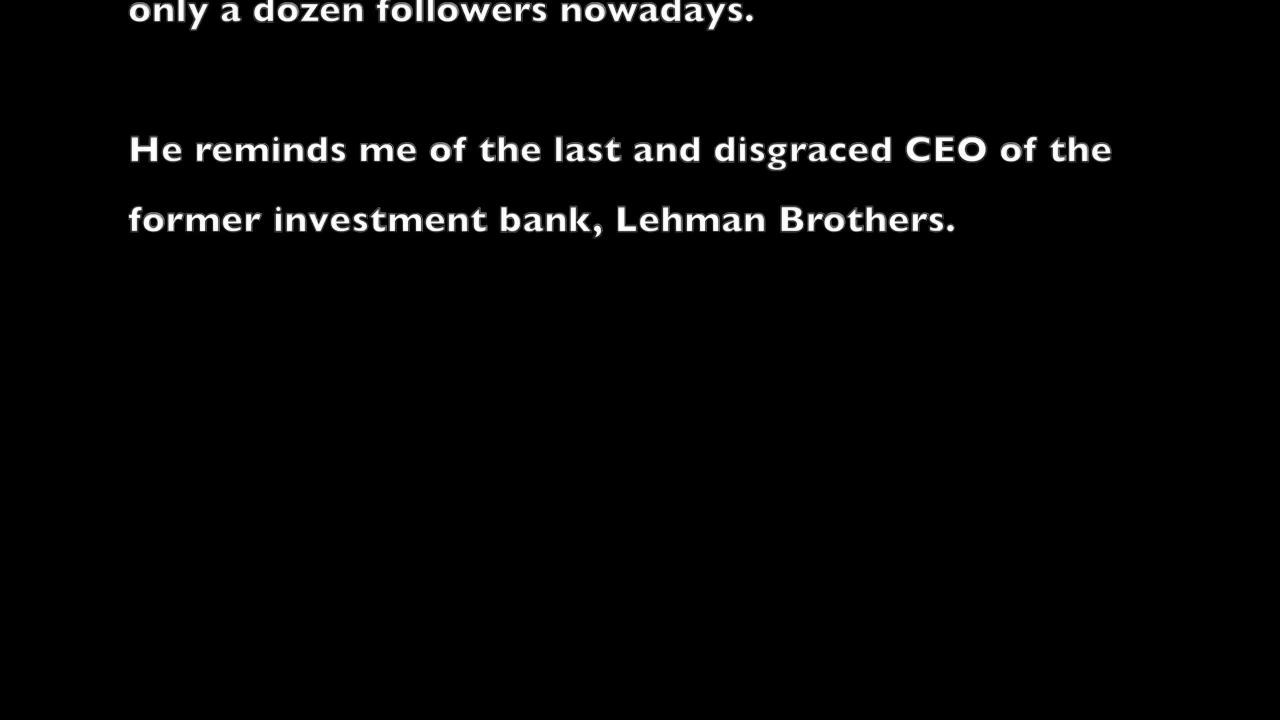 only a dozen followers nowadays.
He reminds me of the last and disgraced CEO of the
former investment bank, Lehman Brothers.